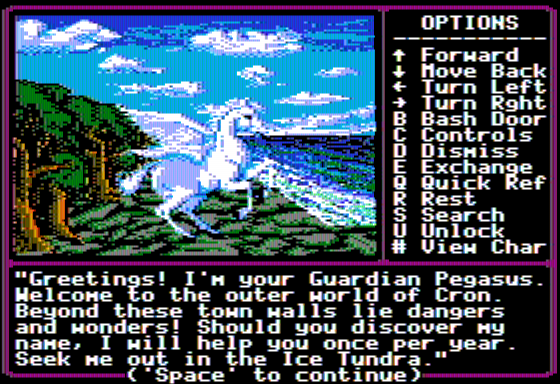 OPTIONS
------------
↑ Forward
↓ Move Back
← Turn Left
→ Turn Rght
B Bash Door
C Controls
D Dismiss
E Exchange
Q Quick Ref
R Rest
S Search
U Unlock
# View Char
"Greetings! I'm your Guardian Pegasus.
Welcome to the outer world of Cron.
Beyond these town walls lie dangers
and wonders! Should you discover my
name, I will help you once per year.
Seek me out in the Ice Tundra."
('Space' to continue)